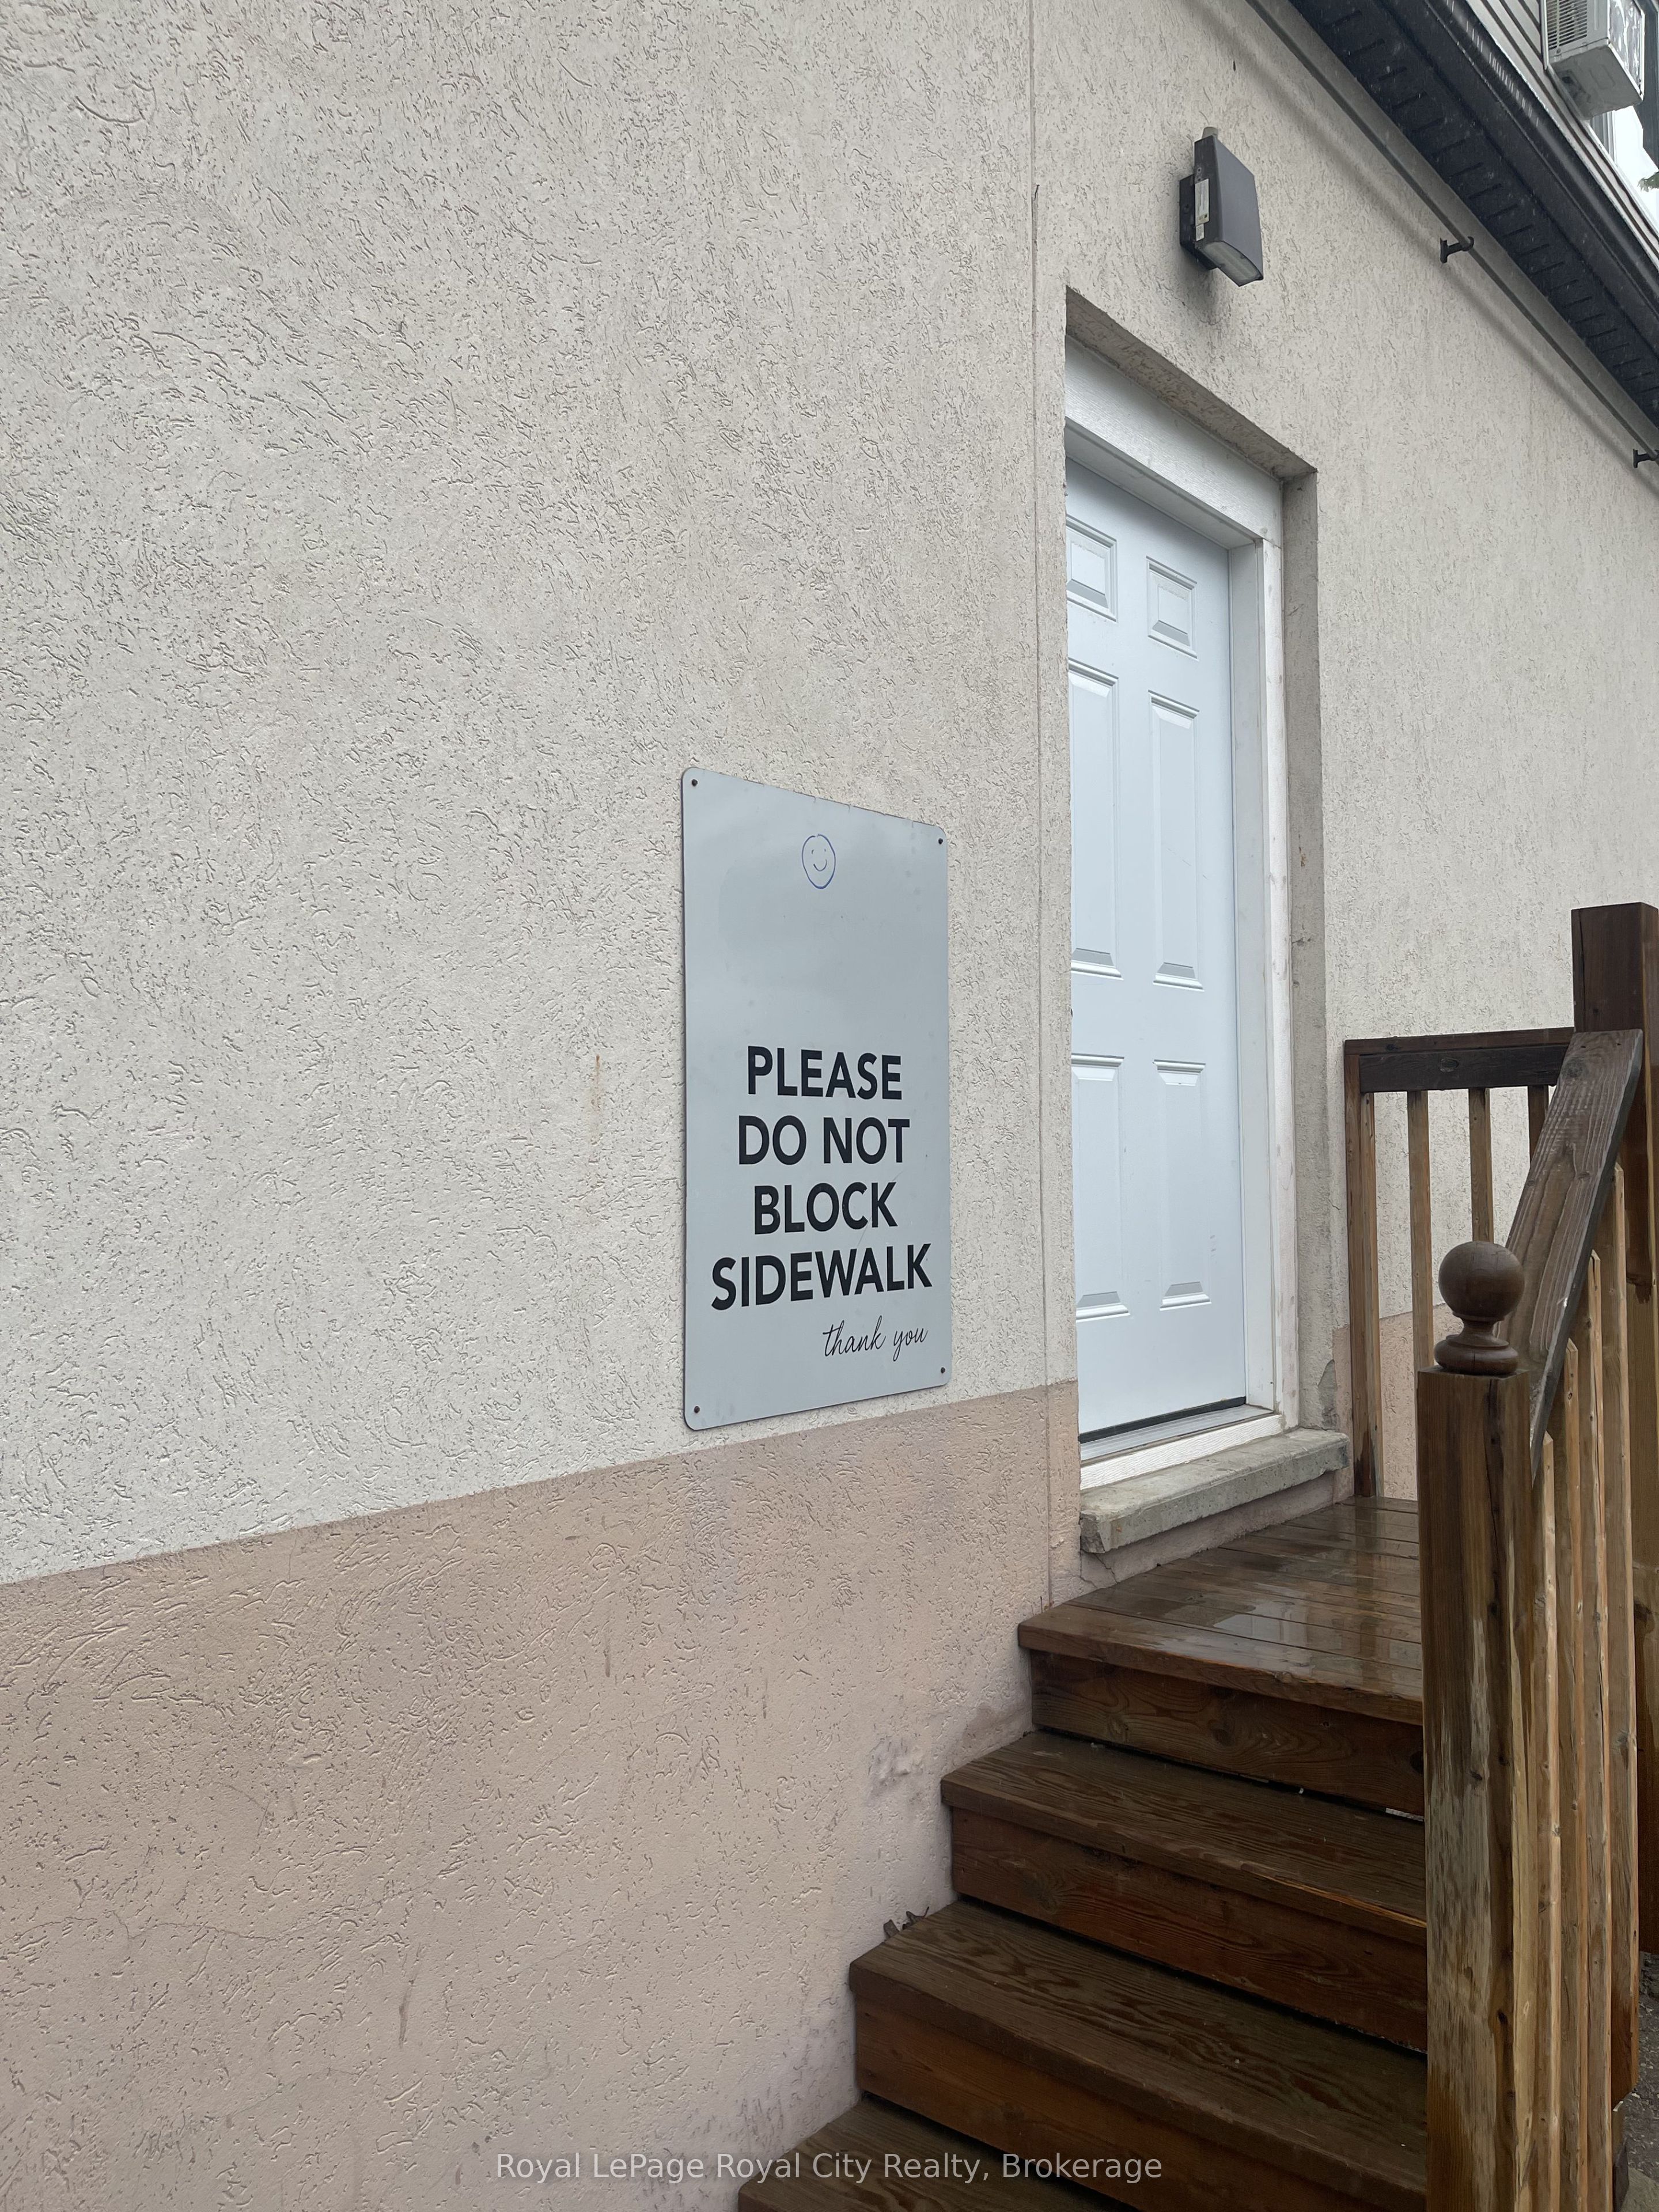 PLEASE
DO NOT
BLOCK
SIDEWALK
thank you
Royal LePage Royal City Realty, Brokerage